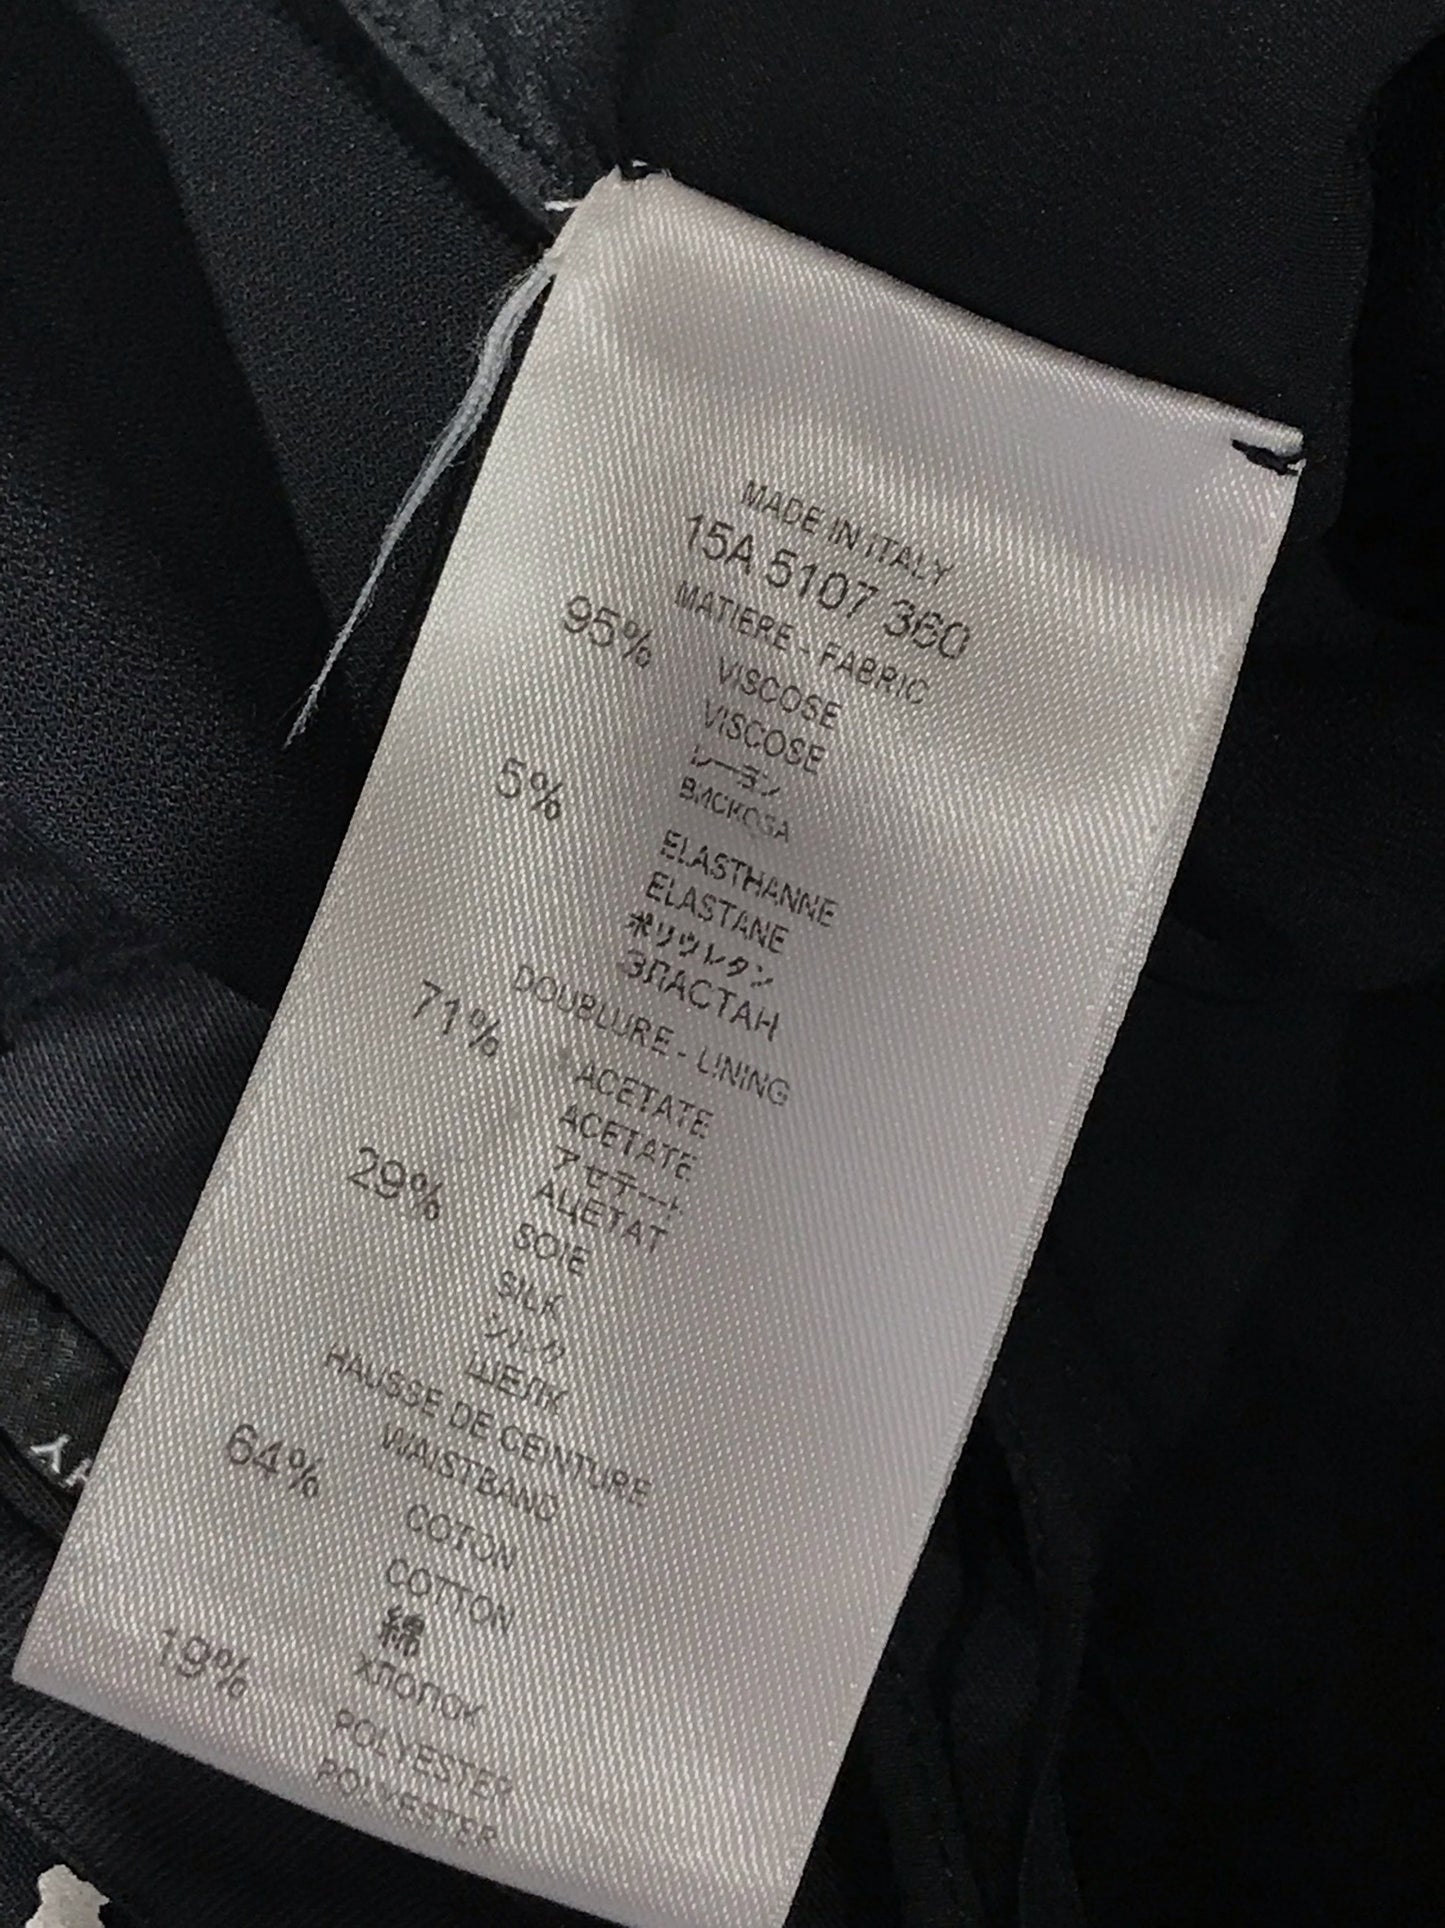 MADE IN ITALY
15A 5107 360
MATIERE - FABRIC
95% VISCOSE
VISCOSE
レーヨン
ВИСКОЗА
5% ELASTHANNE
ELASTANE
ポリウレタン
ЭЛАСТАН
DOUBLURE - LINING
71% ACETATE
ACETATE
アセテート
АЦЕТАТ
29% SOIE
SILK
シルク
ШЕЛК
HAUSSE DE CEINTURE
WAISTBAND
64% COTON
COTTON
綿
ХЛОПОК
19% POLYESTER
POLYESTER